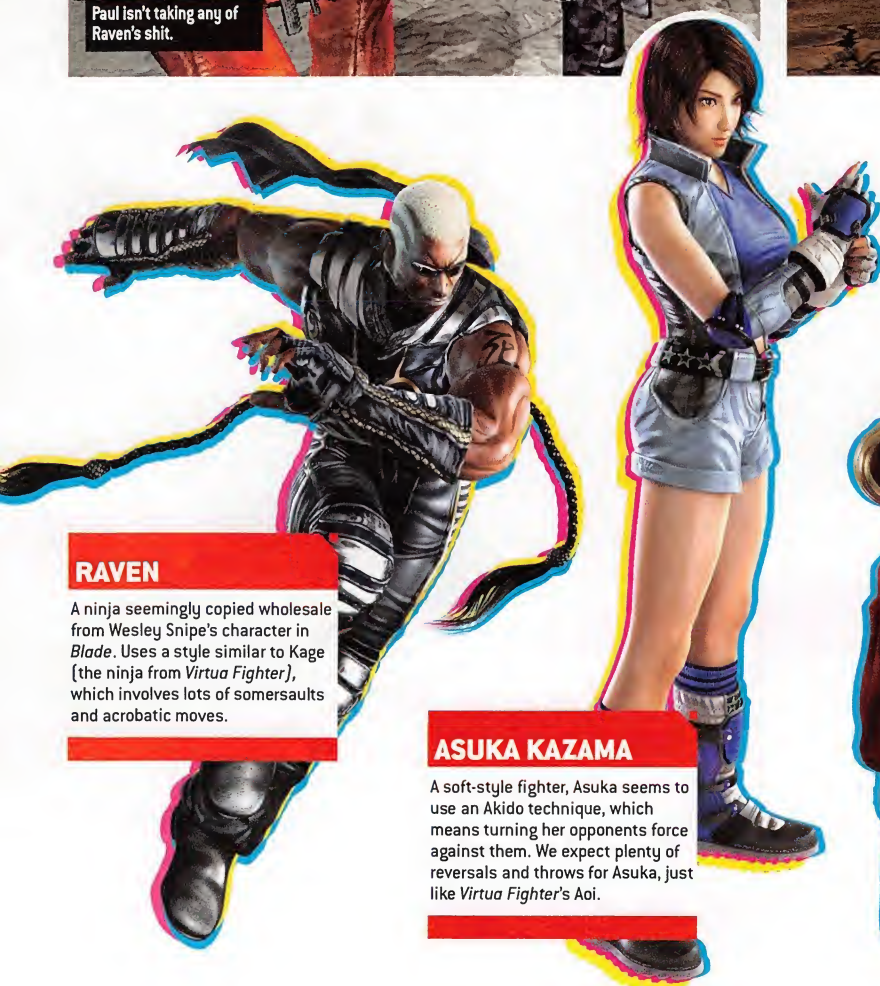 Paul isn't taking any of
Raven's shit.
RAVEN
A ninja seemingly copied wholesale
from Wesley Snipe's character in
Blade. Uses a style similar to Kage
(the ninja from Virtua Fighter),
which involves lots of somersaults
and acrobatic moves.
ASUKA KAZAMA
A soft-style fighter, Asuka seems to
use an Akido technique, which
means turning her opponents force
against them. We expect plenty of
reversals and throws for Asuka, just
like Virtua Fighter's Aoi.
死